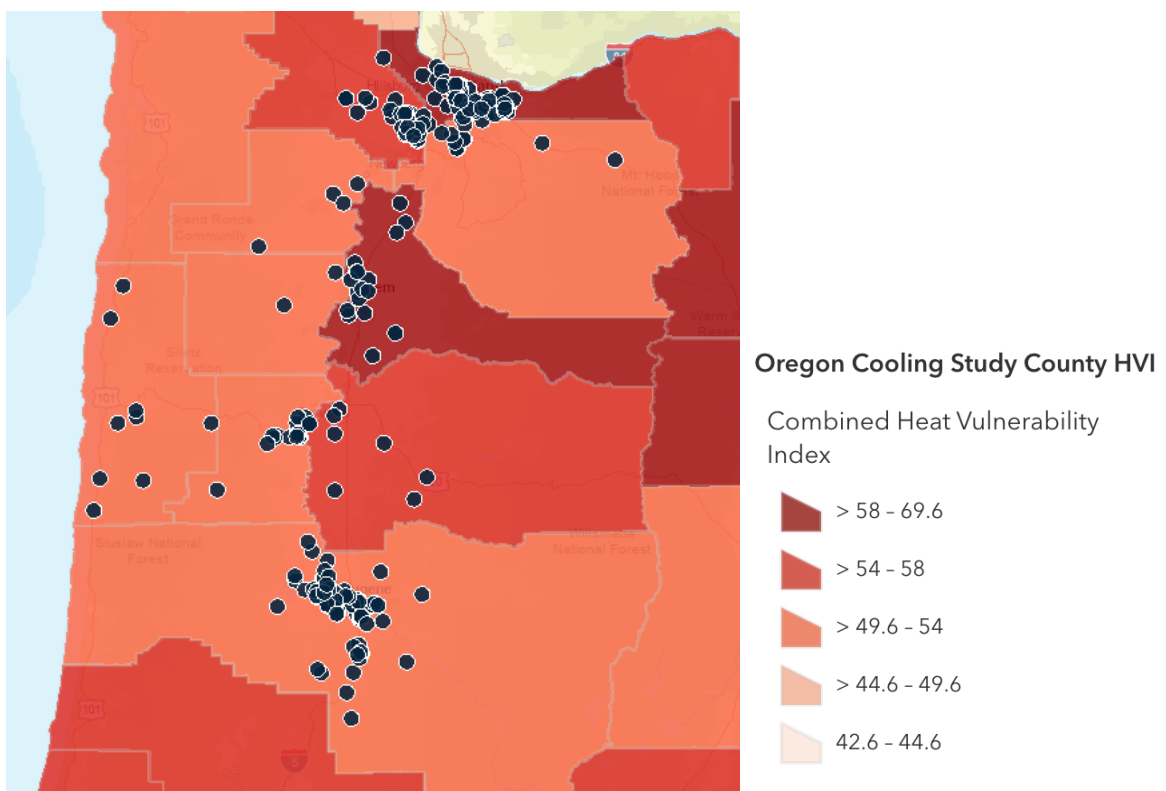 101
Grand Ronde
Community
Mt. Hood
em
Siletz
Reservation
101
Siuslaw National
Forest
National Forest
101
5
Oregon Cooling Study County HVI
Combined Heat Vulnerability
Index
> 58 – 69.6
> 54 – 58
> 49.6 – 54
> 44.6 – 49.6
42.6 – 44.6